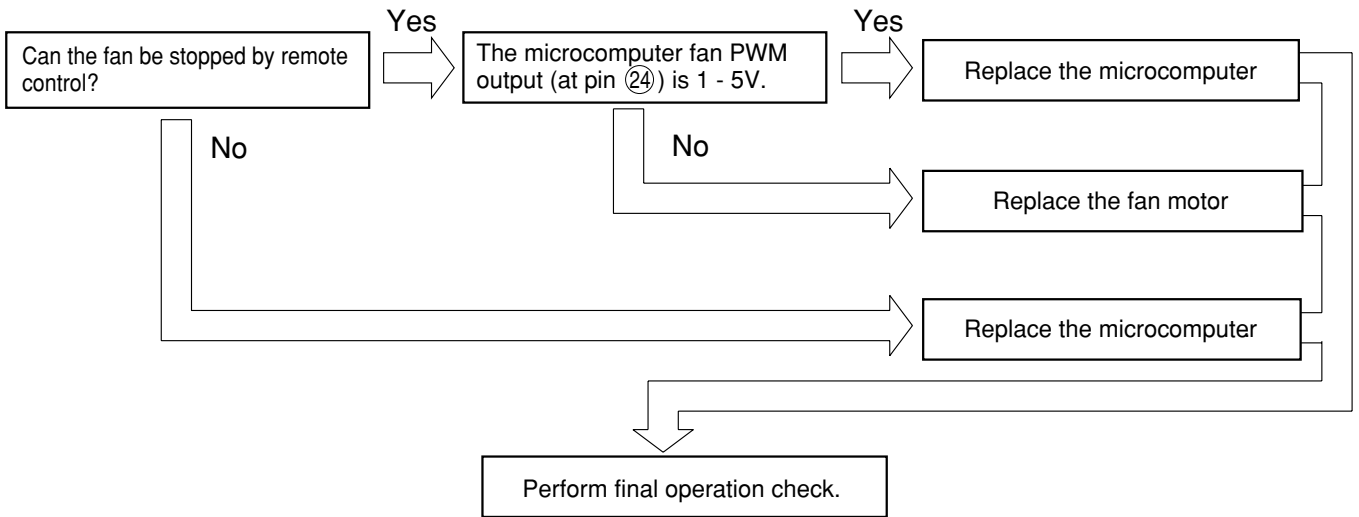 Yes
Yes
Can the fan be stopped by remote
control?
The microcomputer fan PWM
output (at pin ㉔) is 1 - 5V.
Replace the microcomputer
No
No
Replace the fan motor
Replace the microcomputer
Perform final operation check.